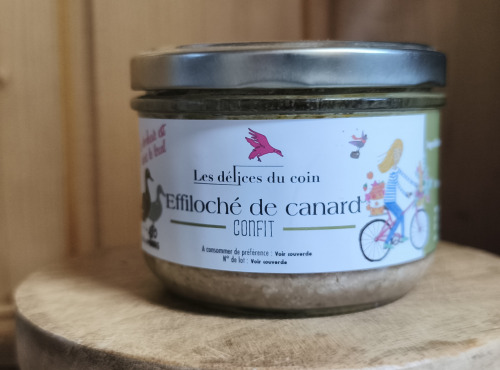 Les délices du coin
Effiloché de canard
CONFIT
A consommer de préférence : Voir couvercle
N° de lot : Voir couvercle